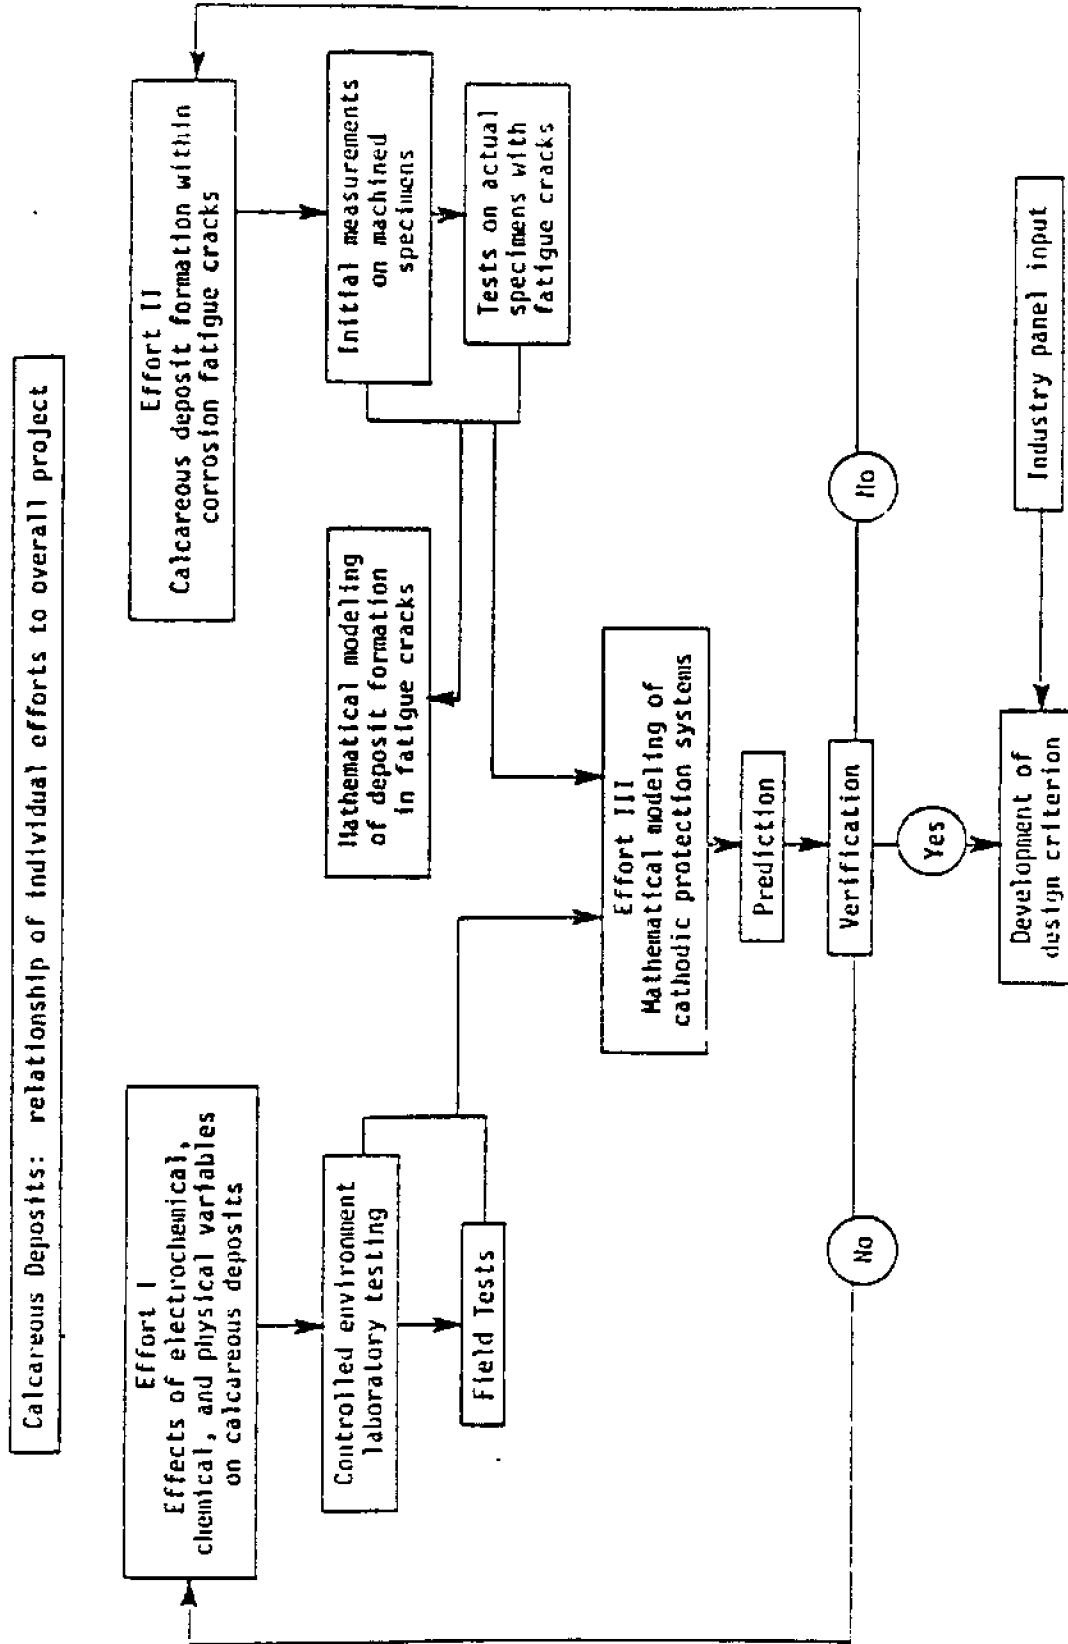 Calcareous Deposits: relationship of individual efforts to overall project
Effort I
Effects of electrochemical,
chemical, and physical variables
on calcareous deposits
Controlled environment
laboratory testing
Field Tests
Effort II
Calcareous deposit formation within
corrosion fatigue cracks
Initial measurements
on machined
specimens
Tests on actual
specimens with
fatigue cracks
Mathematical modeling
of deposit formation
in fatigue cracks
Effort III
Mathematical modeling of
cathodic protection systems
Prediction
Verification
No
Yes
No
Development of
design criterion
Industry panel input